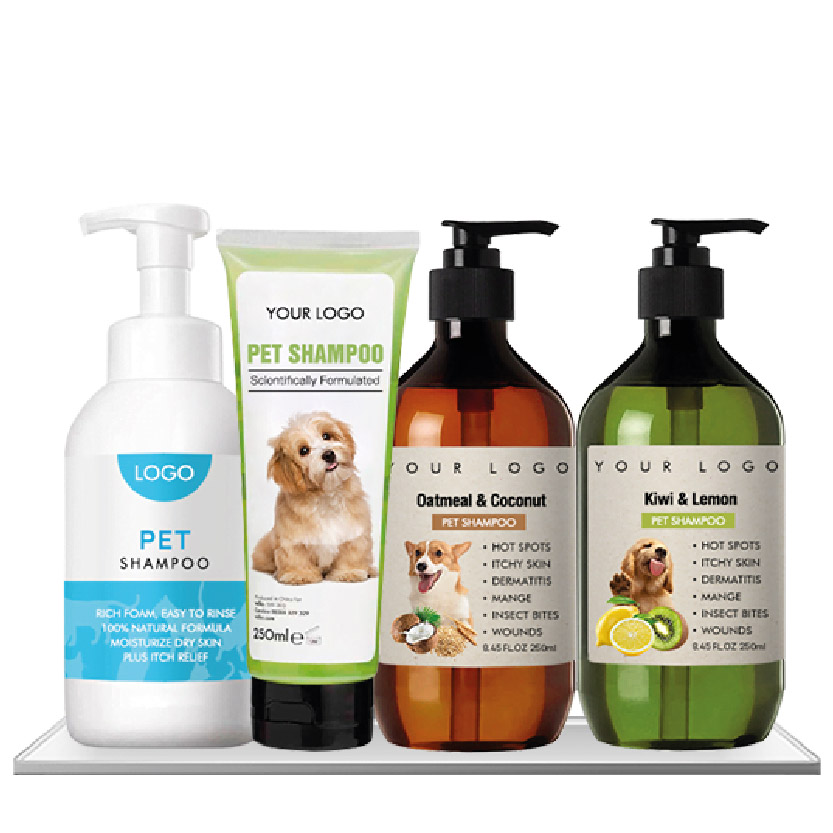 LOGO
PET
SHAMPOO
RICH FOAM, EASY TO RINSE
100% NATURAL FORMULA
MOISTURIZE DRY SKIN
PLUS ITCH RELIEF
YOUR LOGO
PET SHAMPOO
Scientifically Formulated
250ml e
YOUR LOGO
Oatmeal & Coconut
PET SHAMPOO
• HOT SPOTS
• ITCHY SKIN
• DERMATITIS
• MANGE
• INSECT BITES
• WOUNDS
8.45 FL.OZ 250ml
YOUR LOGO
Kiwi & Lemon
PET SHAMPOO
• HOT SPOTS
• ITCHY SKIN
• DERMATITIS
• MANGE
• INSECT BITES
• WOUNDS
8.45 FL.OZ 250ml